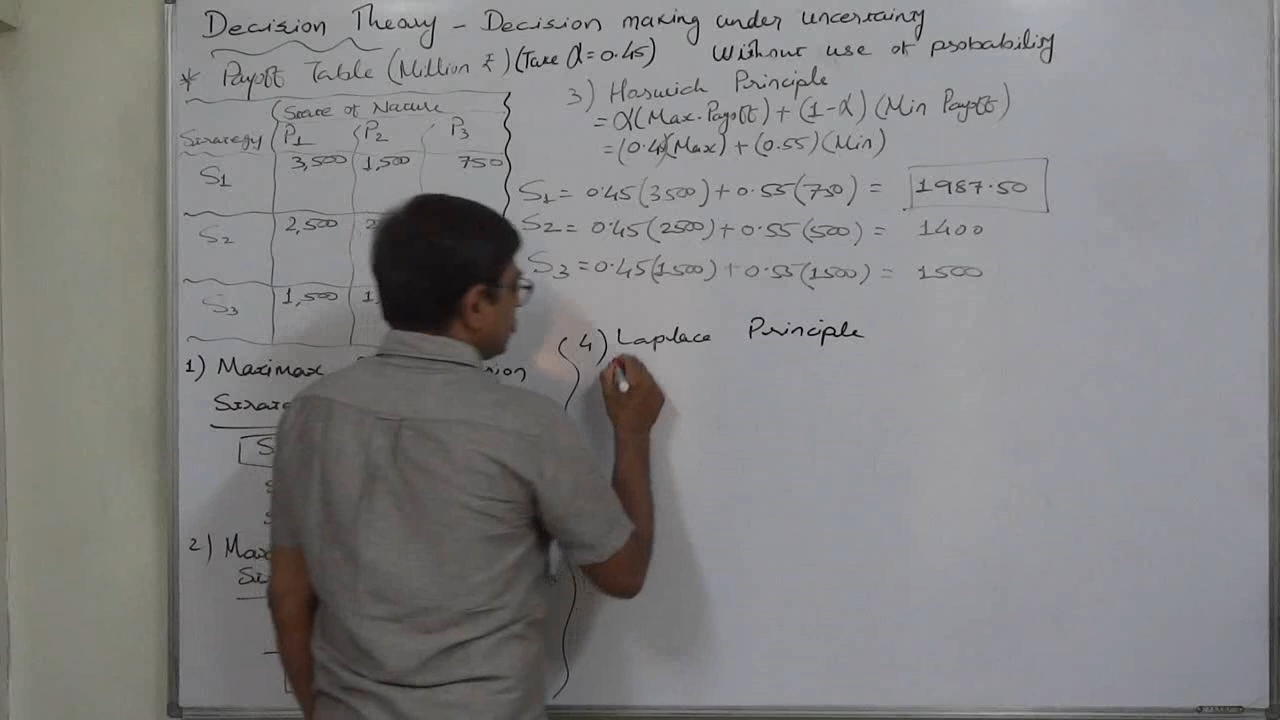 Decision Theory - Decision making under uncertainty
Without use of probability
* Payoff Table (Million ₹) (Take α = 0.45)
State of Nature
Strategy P1 P2 P3
S1 3,500 1,500 750
S2 2,500
S3 1,500
1) Maximax
S1
2)
3) Horwich Principle
= α(Max. Payoff) + (1-α) (Min Payoff)
= (0.45)(Max) + (0.55)(Min)
S1 = 0.45(3500) + 0.55(750) = 1987.50
S2 = 0.45(2500) + 0.55(500) = 1400
S3 = 0.45(1500) + 0.55(1500) = 1500
4) Laplace Principle